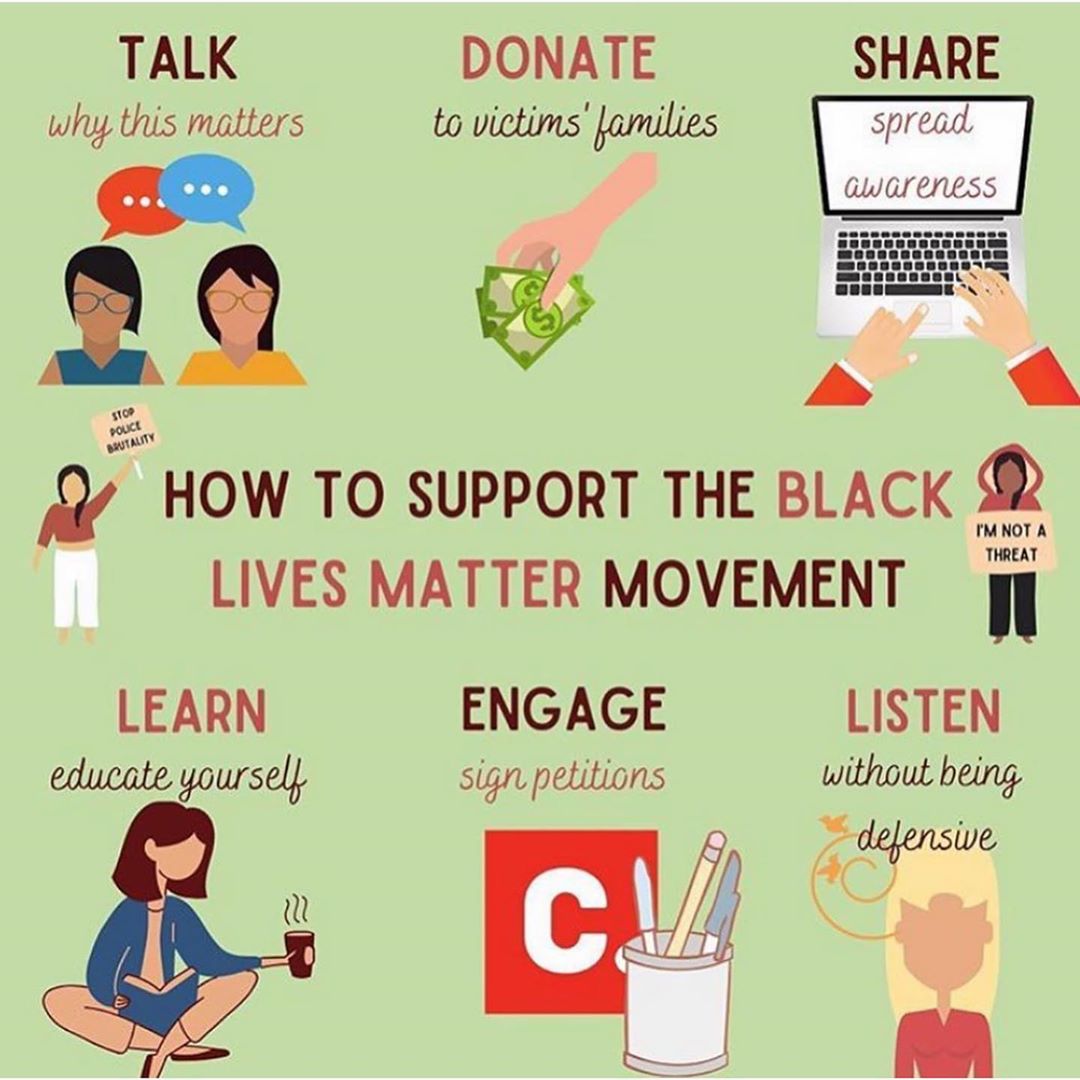 TALK
why this matters
DONATE
to victims' families
SHARE
spread
awareness
STOP
POLICE
BRUTALITY
HOW TO SUPPORT THE BLACK
LIVES MATTER MOVEMENT
I'M NOT A
THREAT
LEARN
educate yourself
ENGAGE
sign petitions
C.
LISTEN
without being
defensive